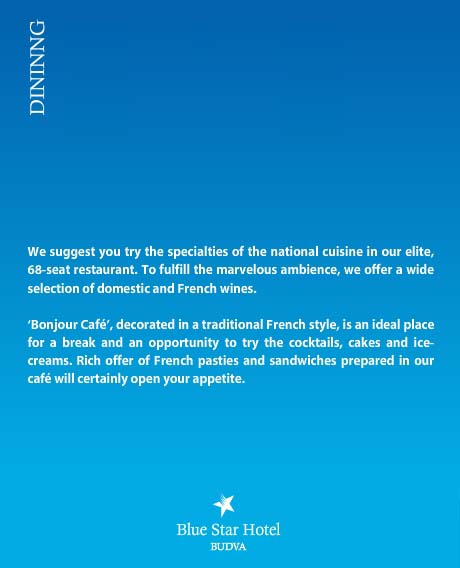 DININNG
We suggest you try the specialties of the national cuisine in our elite,
68-seat restaurant. To fulfill the marvelous ambience, we offer a wide
selection of domestic and French wines.
‘Bonjour Café’, decorated in a traditional French style, is an ideal place
for a break and an opportunity to try the cocktails, cakes and ice-
creams. Rich offer of French pasties and sandwiches prepared in our
café will certainly open your appetite.
Blue Star Hotel
BUDVA